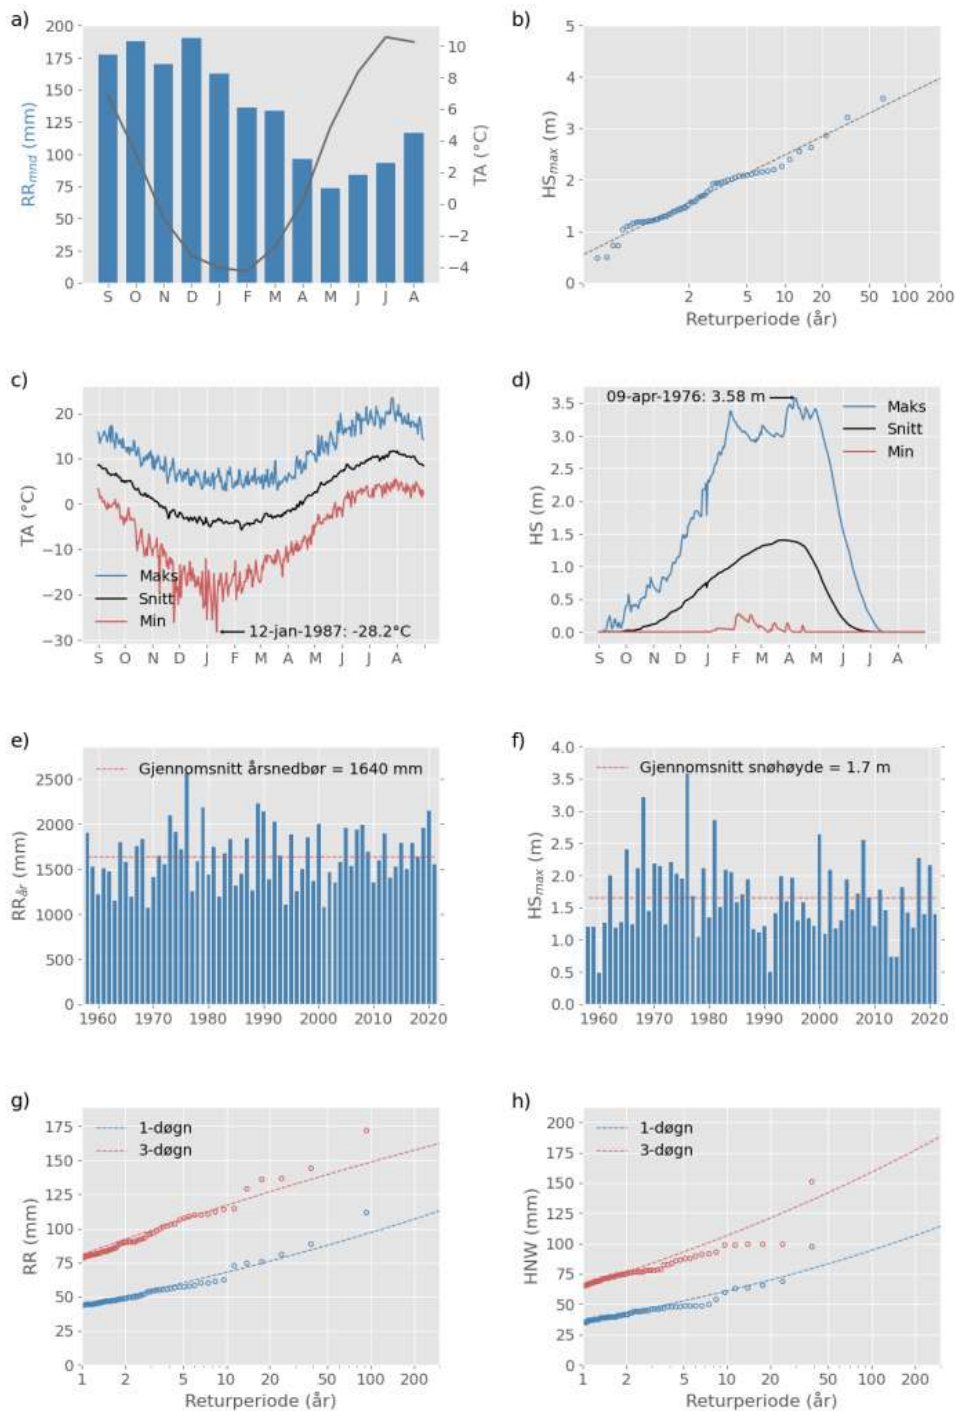 a)
200
175
150
125
100
75
50
25
0
RRmnd (mm)
10
8
6
4
2
0
−2
−4
TA (°C)
S O N D J F M A M J J A
b)
5
4
3
2
1
0
HSmax (m)
2 5 10 20 50 100 200
Returperiode (år)
c)
20
10
0
−10
−20
−30
TA (°C)
Maks
Snitt
Min
12-jan-1987: -28.2°C
S O N D J F M A M J J A
d)
3.5
3.0
2.5
2.0
1.5
1.0
0.5
0.0
HS (m)
09-apr-1976: 3.58 m
Maks
Snitt
Min
S O N D J F M A M J J A
e)
2500
2000
1500
1000
500
0
RRår (mm)
Gjennomsnitt årsnedbør = 1640 mm
1960 1970 1980 1990 2000 2010 2020
f)
4.0
3.5
3.0
2.5
2.0
1.5
1.0
0.5
0.0
HSmax (m)
Gjennomsnitt snøhøyde = 1.7 m
1960 1970 1980 1990 2000 2010 2020
g)
175
150
125
100
75
50
25
0
RR (mm)
1-døgn
3-døgn
1 2 5 10 20 50 100 200
Returperiode (år)
h)
200
175
150
125
100
75
50
25
0
HNW (mm)
1-døgn
3-døgn
1 2 5 10 20 50 100 200
Returperiode (år)